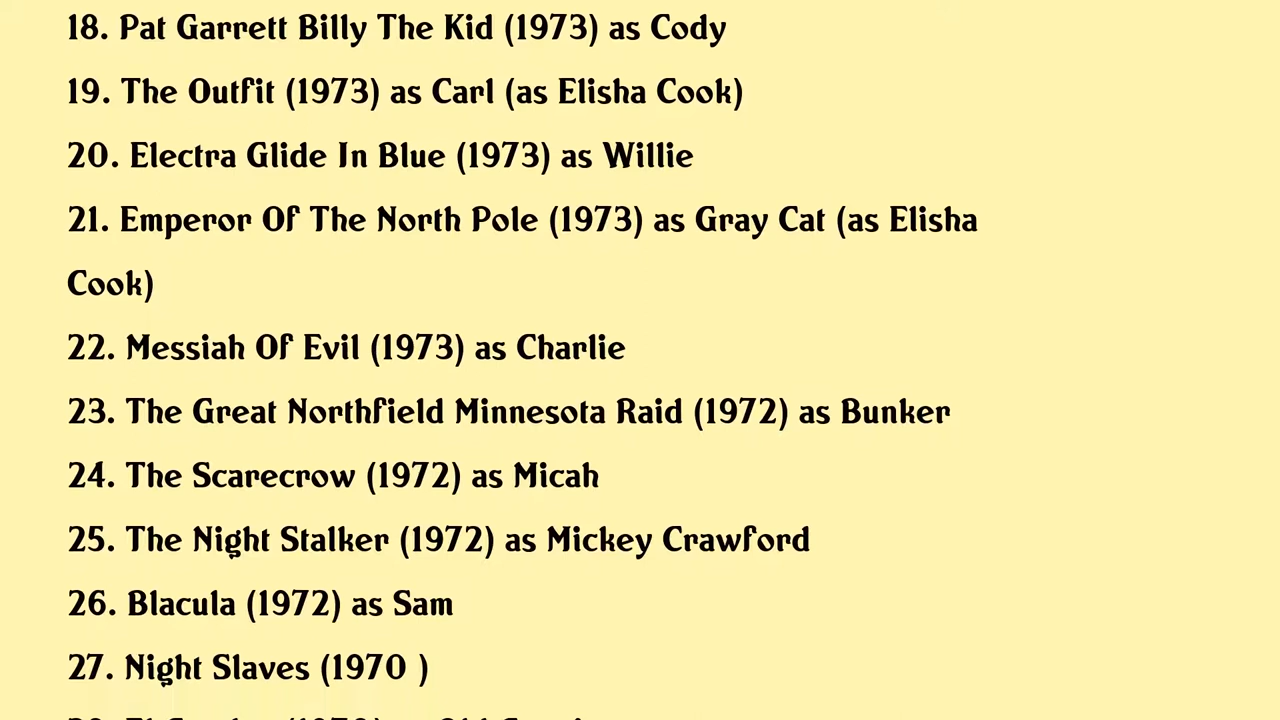 18. Pat Garrett Billy The Kid (1973) as Cody
19. The Outfit (1973) as Carl (as Elisha Cook)
20. Electra Glide In Blue (1973) as Willie
21. Emperor Of The North Pole (1973) as Gray Cat (as Elisha
Cook)
22. Messiah Of Evil (1973) as Charlie
23. The Great Northfield Minnesota Raid (1972) as Bunker
24. The Scarecrow (1972) as Micah
25. The Night Stalker (1972) as Mickey Crawford
26. Blacula (1972) as Sam
27. Night Slaves (1970 )